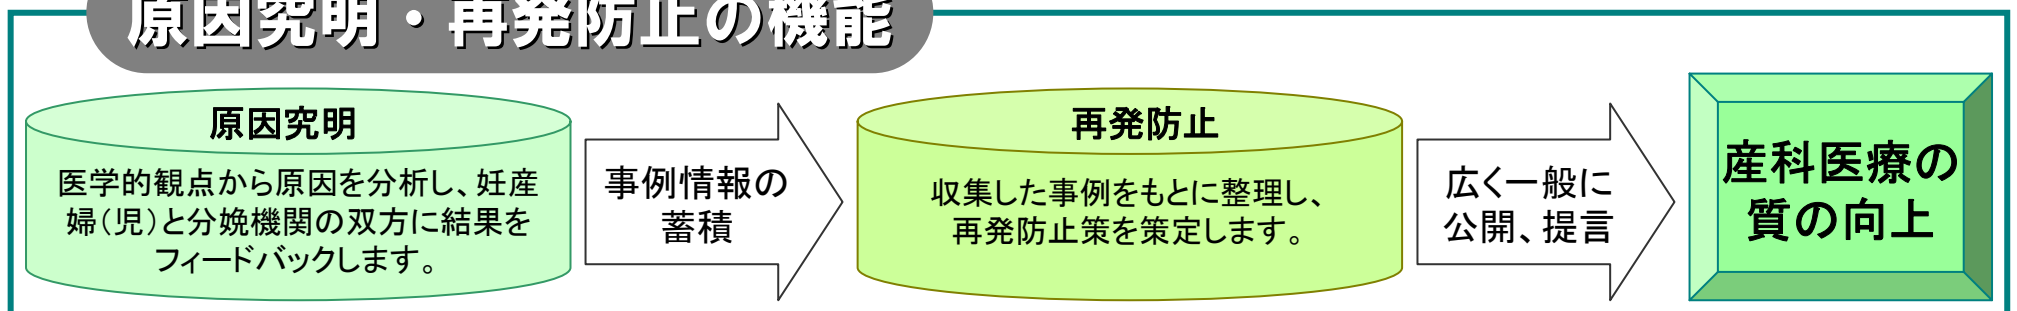 原因究明・再発防止の機能
原因究明
医学的観点から原因を分析し、妊産
婦(児)と分娩機関の双方に結果を
フィードバックします。
事例情報の
蓄積
再発防止
収集した事例をもとに整理し、
再発防止策を策定します。
広く一般に
公開、提言
産科医療の
質の向上